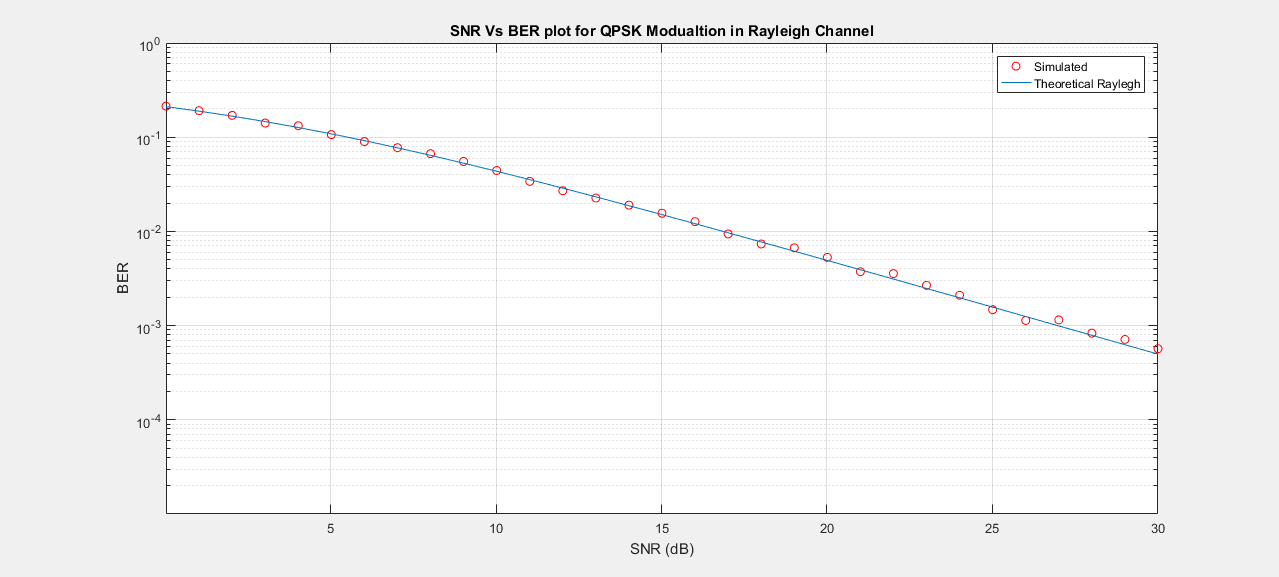 SNR Vs BER plot for QPSK Modualtion in Rayleigh Channel
Simulated
Theoretical Raylegh
10^0
10^-1
10^-2
10^-3
10^-4
BER
5 10 15 20 25 30
SNR (dB)